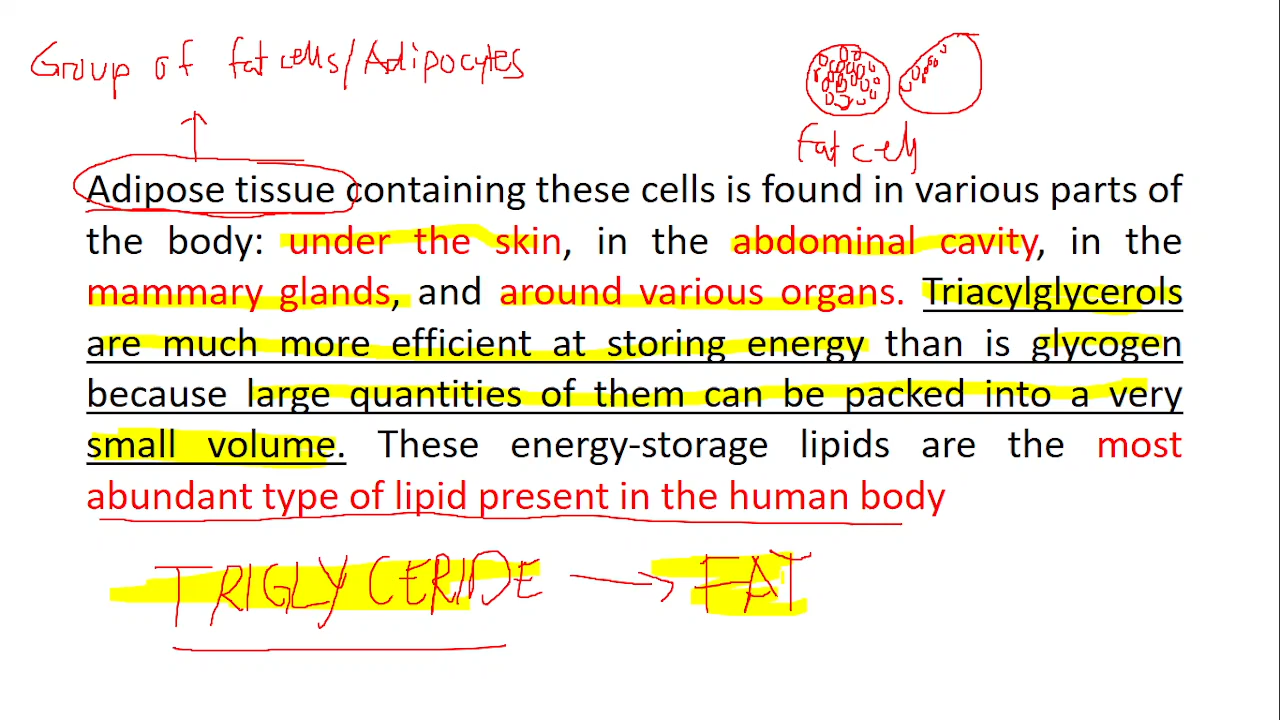 Group of fat cells/Adipocytes
Fat cell
Adipose tissue containing these cells is found in various parts of
the body: under the skin, in the abdominal cavity, in the
mammary glands, and around various organs. Triacylglycerols
are much more efficient at storing energy than is glycogen
because large quantities of them can be packed into a very
small volume. These energy-storage lipids are the most
abundant type of lipid present in the human body
TRIGLYCERIDE → FAT